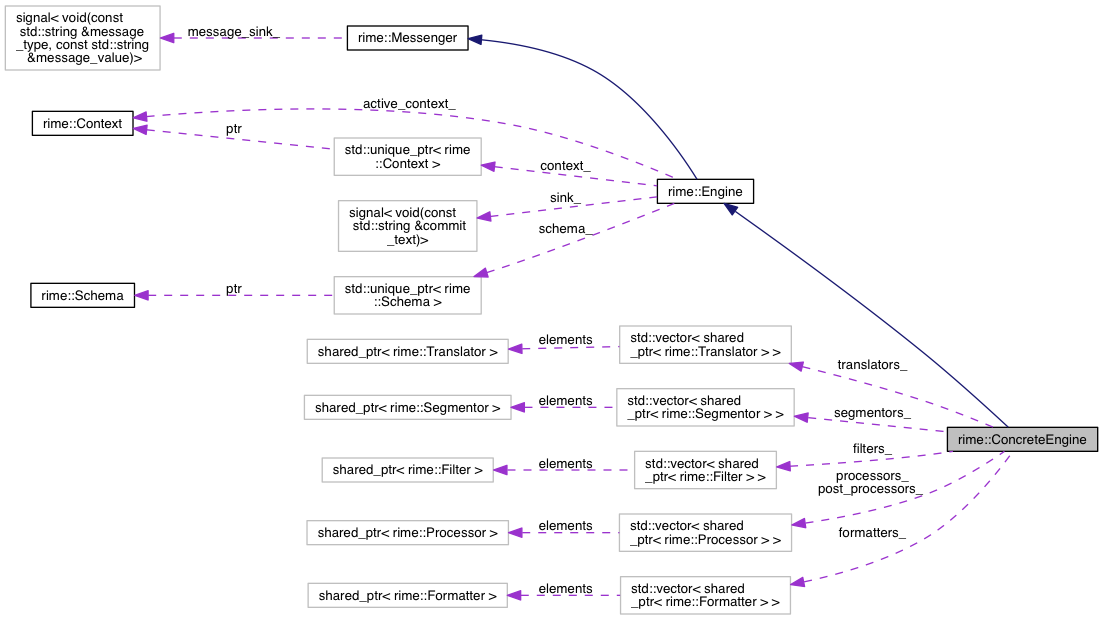 signal< void(const
std::string &message
_type, const std::string
&message_value)>
message_sink_
rime::Messenger
rime::Context
active_context_
ptr
std::unique_ptr< rime
::Context >
context_
rime::Engine
signal< void(const
std::string &commit
_text)>
sink_
schema_
rime::Schema
ptr
std::unique_ptr< rime
::Schema >
shared_ptr< rime::Translator >
elements
std::vector< shared
_ptr< rime::Translator > >
translators_
shared_ptr< rime::Segmentor >
elements
std::vector< shared
_ptr< rime::Segmentor > >
segmentors_
rime::ConcreteEngine
shared_ptr< rime::Filter >
elements
std::vector< shared
_ptr< rime::Filter > >
filters_
processors_
post_processors_
shared_ptr< rime::Processor >
elements
std::vector< shared
_ptr< rime::Processor > >
formatters_
shared_ptr< rime::Formatter >
elements
std::vector< shared
_ptr< rime::Formatter > >